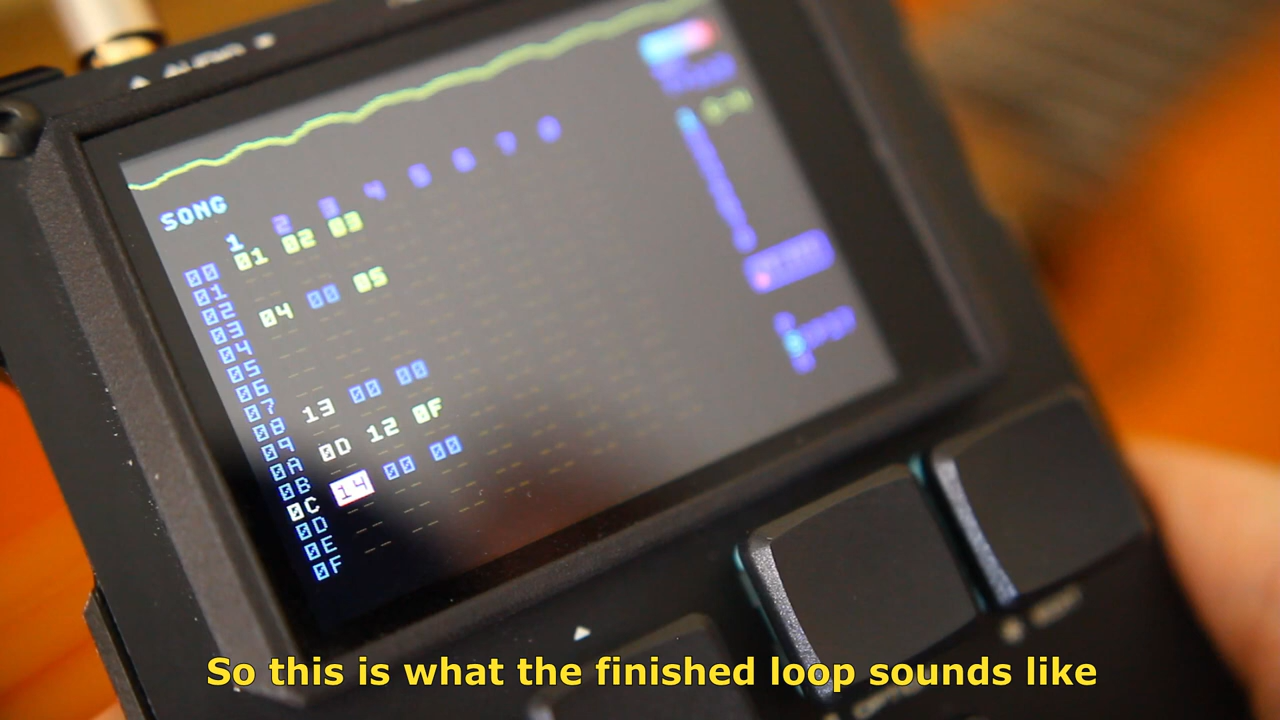 SONG
1 2 3 4 5 6 7 8
00 01 02 03
01 -- -- -- -- -- -- -- --
02 -- -- -- -- -- -- -- --
03 04 00 05
04 -- -- -- -- -- -- -- --
05 -- -- -- -- -- -- -- --
06 -- -- -- -- -- -- -- --
07 -- -- -- -- -- -- -- --
08 13 00 00
09 -- -- -- -- -- -- -- --
0A 0D 12 0F
0B -- -- -- -- -- -- -- --
0C 14 00 00
0D -- -- -- -- -- -- -- --
0E -- -- -- -- -- -- -- --
0F -- -- -- -- -- -- -- --
So this is what the finished loop sounds like